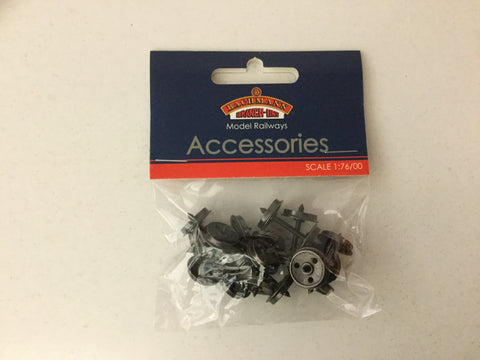 BACHMANN
BRANCH-LINE
Model Railways
Accessories
SCALE 1:76/00